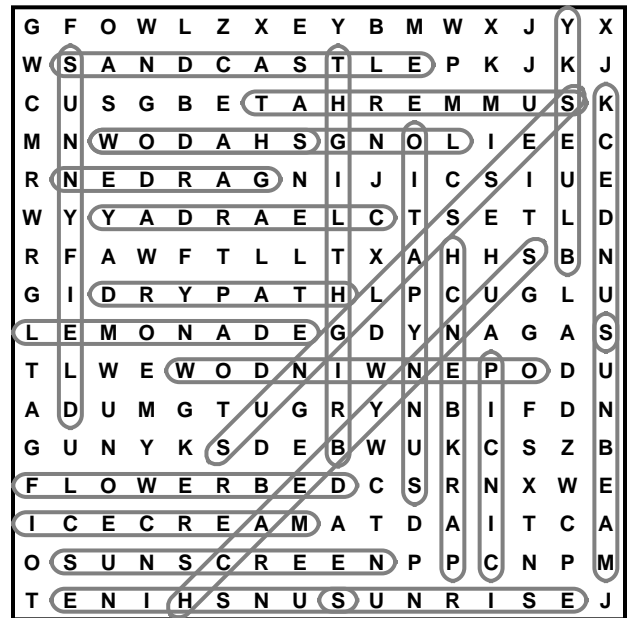 G F O W L Z X E Y B M W X J Y X
W S A N D C A S T L E P K J K J
C U S G B E T A H R E M M U S K
M N W O D A H S G N O L I E E C
R N E D R A G N I J I C S I U E
W Y Y A D R A E L C T S E T L D
R F A W F T L L T X A H H S B N
G I D R Y P A T H L P C U G L U
L E M O N A D E G D Y N A G A S
T L W E W O D N I W N E P O D U
A D U M G T U G R Y N B I F D N
G U N Y K S D E B W U K C S Z B
F L O W E R B E D C S R N X W E
I C E C R E A M A T D A I T C A
O S U N S C R E E N P P C N P M
T E N I H S N U S U N R I S E J